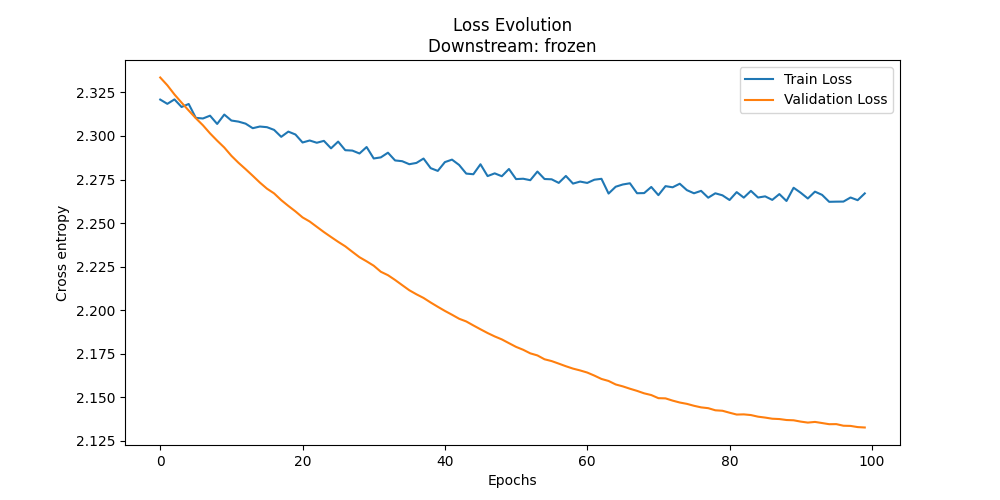 Loss Evolution
Downstream: frozen
Train Loss
Validation Loss
Cross entropy
2.325
2.300
2.275
2.250
2.225
2.200
2.175
2.150
2.125
0 20 40 60 80 100
Epochs